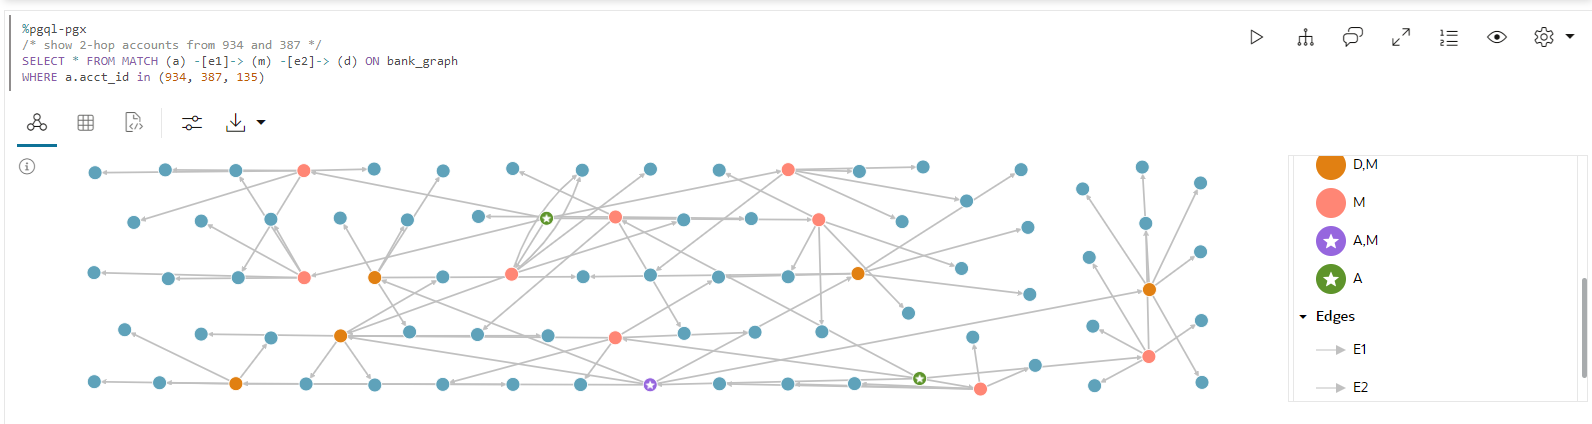 %pgql-pgx
/* show 2-hop accounts from 934 and 387 */
SELECT * FROM MATCH (a) -[e1]-> (m) -[e2]-> (d) ON bank_graph
WHERE a.acct_id in (934, 387, 135)
D,M
M
A,M
A
Edges
E1
E2